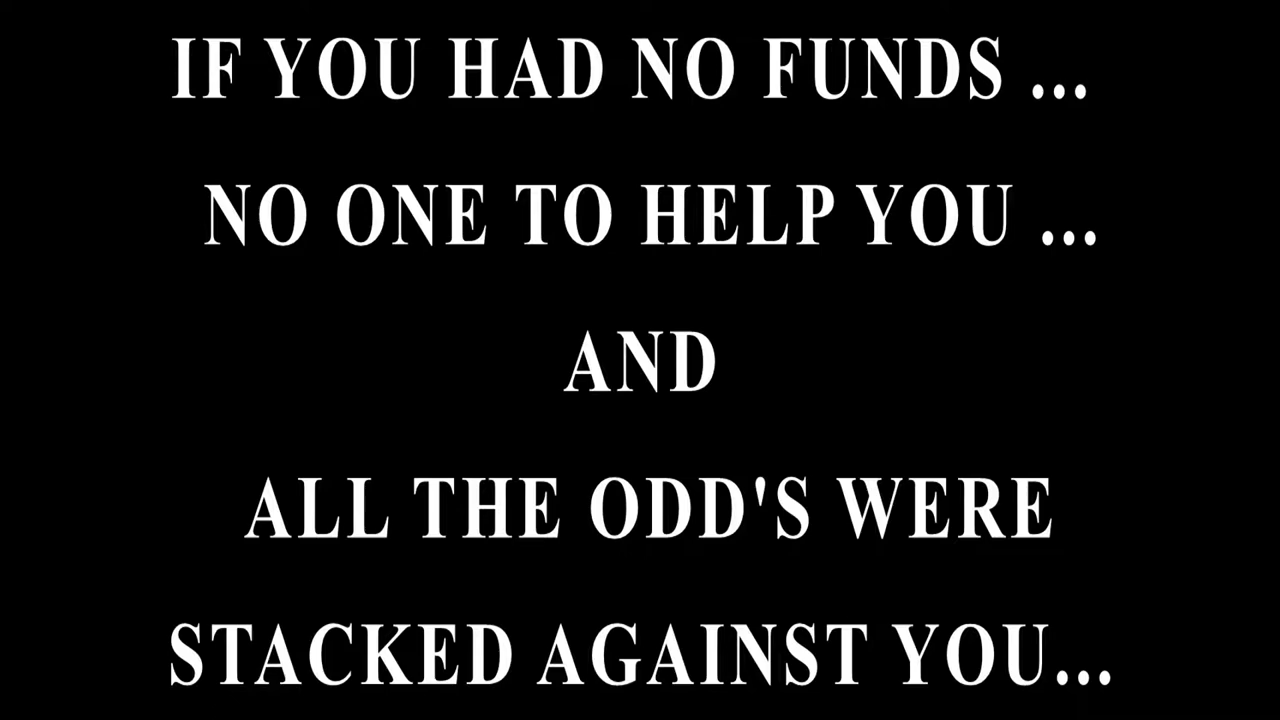 IF YOU HAD NO FUNDS ...
NO ONE TO HELP YOU ...
AND
ALL THE ODD'S WERE
STACKED AGAINST YOU...